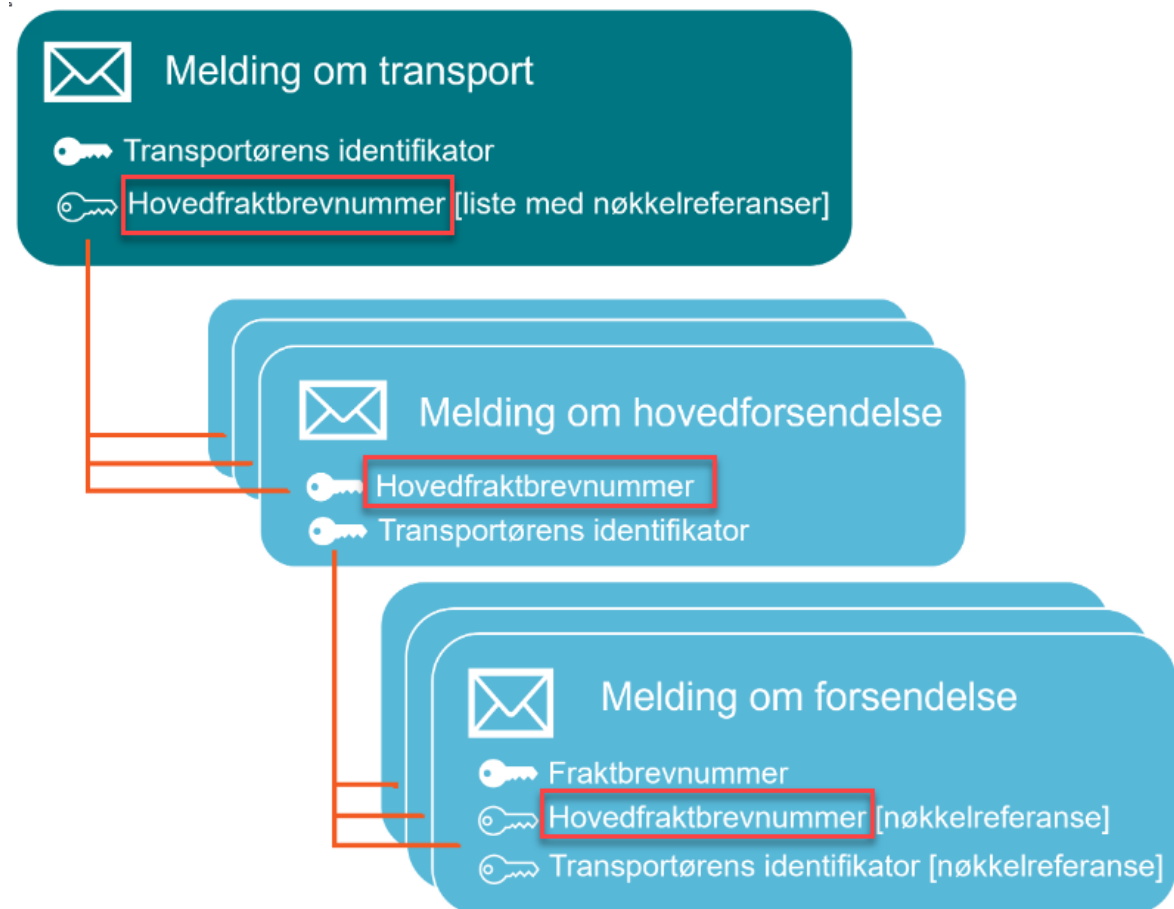 Melding om transport
Transportørens identifikator
Hovedfraktbrevnummer [liste med nøkkelreferanser]
Melding om hovedforsendelse
Hovedfraktbrevnummer
Transportørens identifikator
Melding om forsendelse
Fraktbrevnummer
Hovedfraktbrevnummer [nøkkelreferanse]
Transportørens identifikator [nøkkelreferanse]